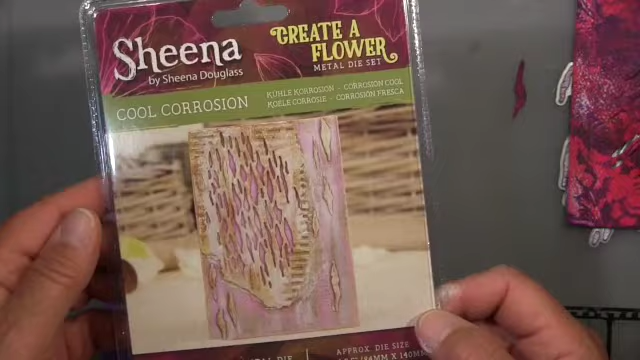 Sheena
by Sheena Douglass
CREATE A
FLOWER
METAL DIE SET
COOL CORROSION
KÜHLE KORROSION - CORROSION COOL
KOELE CORROSIE - CORROSIÓN FRESCA
APPROX. DIE SIZE
X 140MM